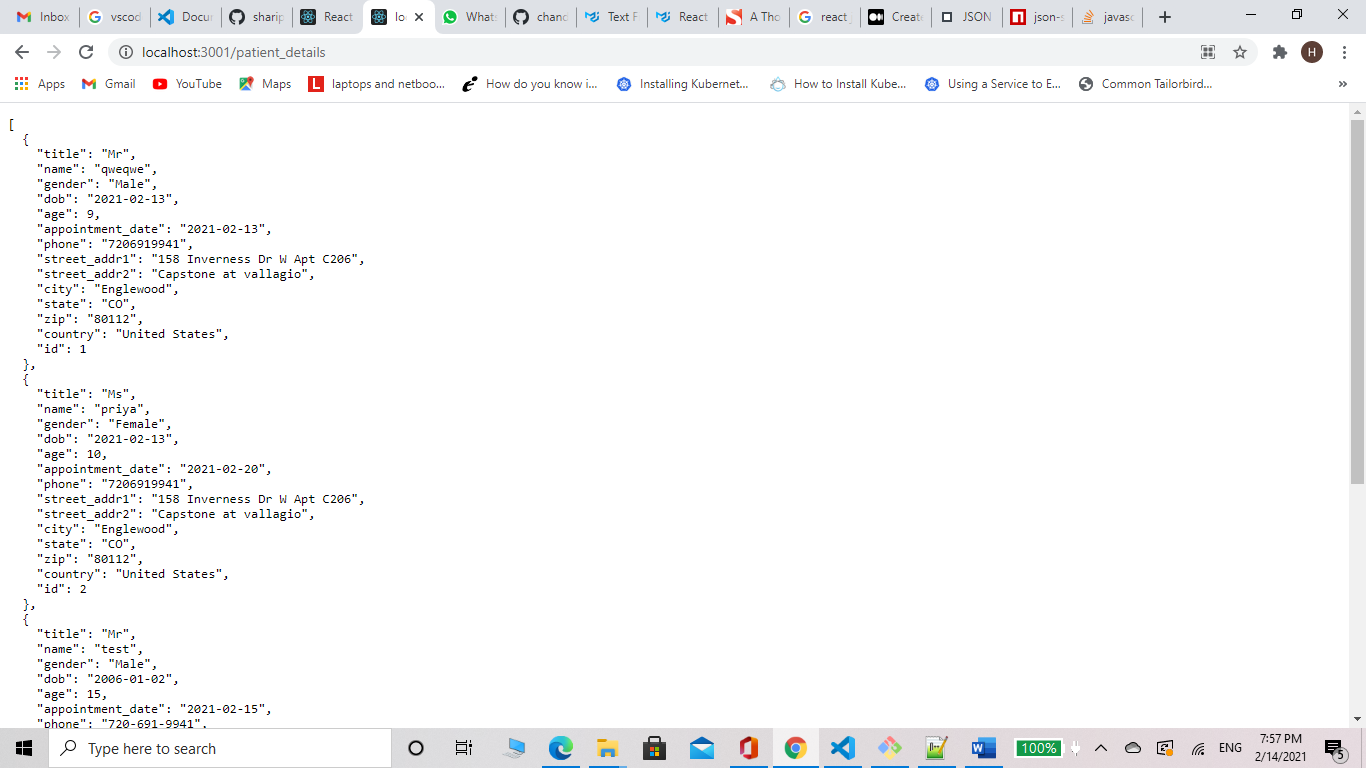 Inbox
vscod
Docum
sharip
React
loc
Whats
chand
Text F
React
A Tho
react j
Create
JSON
json-s
javasc
localhost:3001/patient_details
H
Apps
Gmail
YouTube
Maps
L laptops and netboo...
How do you know i...
Installing Kubernet...
How to Install Kube...
Using a Service to E...
Common Tailorbird...
»
[
{
"title": "Mr",
"name": "qweqwe",
"gender": "Male",
"dob": "2021-02-13",
"age": 9,
"appointment_date": "2021-02-13",
"phone": "7206919941",
"street_addr1": "158 Inverness Dr W Apt C206",
"street_addr2": "Capstone at vallagio",
"city": "Englewood",
"state": "CO",
"zip": "80112",
"country": "United States",
"id": 1
},
{
"title": "Ms",
"name": "priya",
"gender": "Female",
"dob": "2021-02-13",
"age": 10,
"appointment_date": "2021-02-20",
"phone": "7206919941",
"street_addr1": "158 Inverness Dr W Apt C206",
"street_addr2": "Capstone at vallagio",
"city": "Englewood",
"state": "CO",
"zip": "80112",
"country": "United States",
"id": 2
},
{
"title": "Mr",
"name": "test",
"gender": "Male",
"dob": "2006-01-02",
"age": 15,
"appointment_date": "2021-02-15",
"phone": "720-691-9941",
Type here to search
100%
ENG
7:57 PM
2/14/2021
5